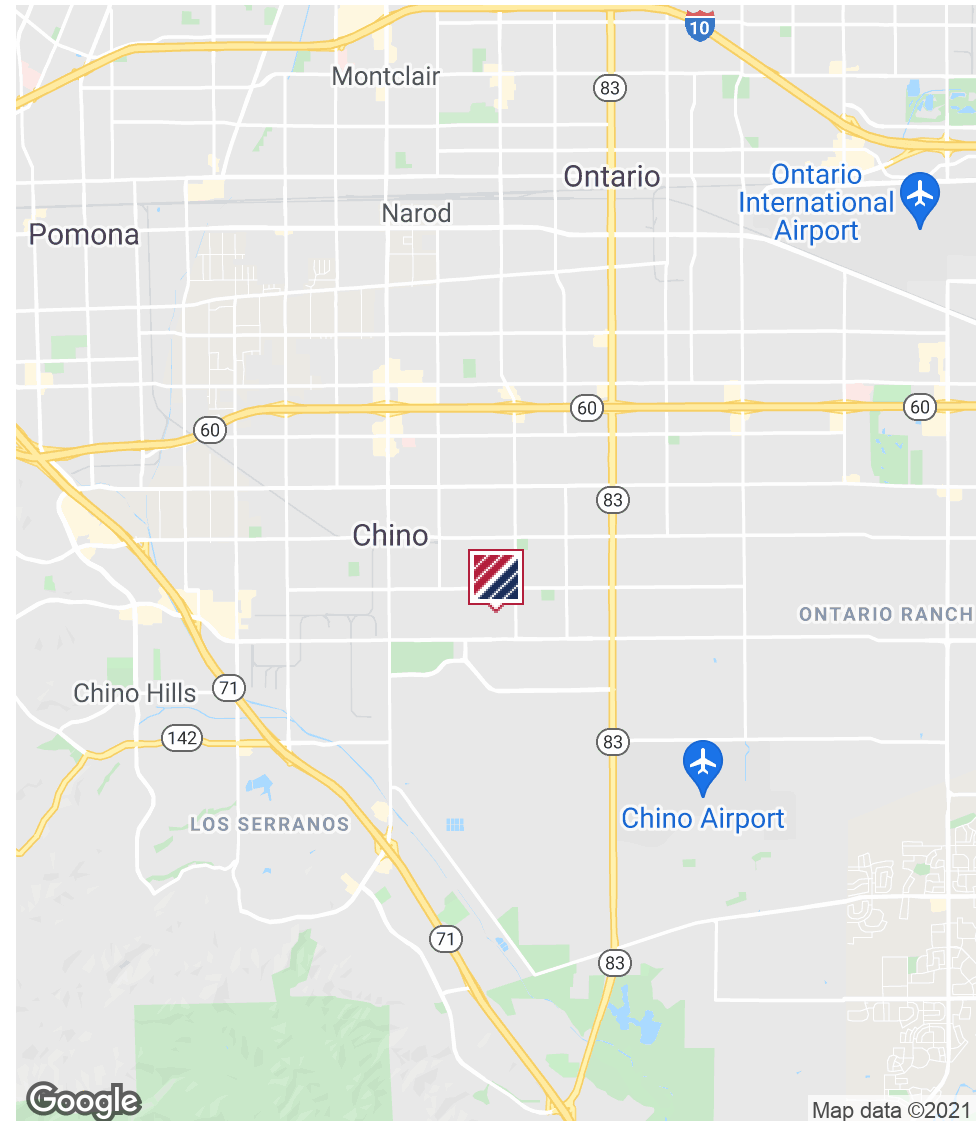 10
Montclair
83
Ontario
Ontario
International
Airport
Narod
Pomona
60
60
60
83
Chino
ONTARIO RANCH
Chino Hills
71
142
83
Chino Airport
LOS SERRANOS
71
83
Google
Map data ©2021